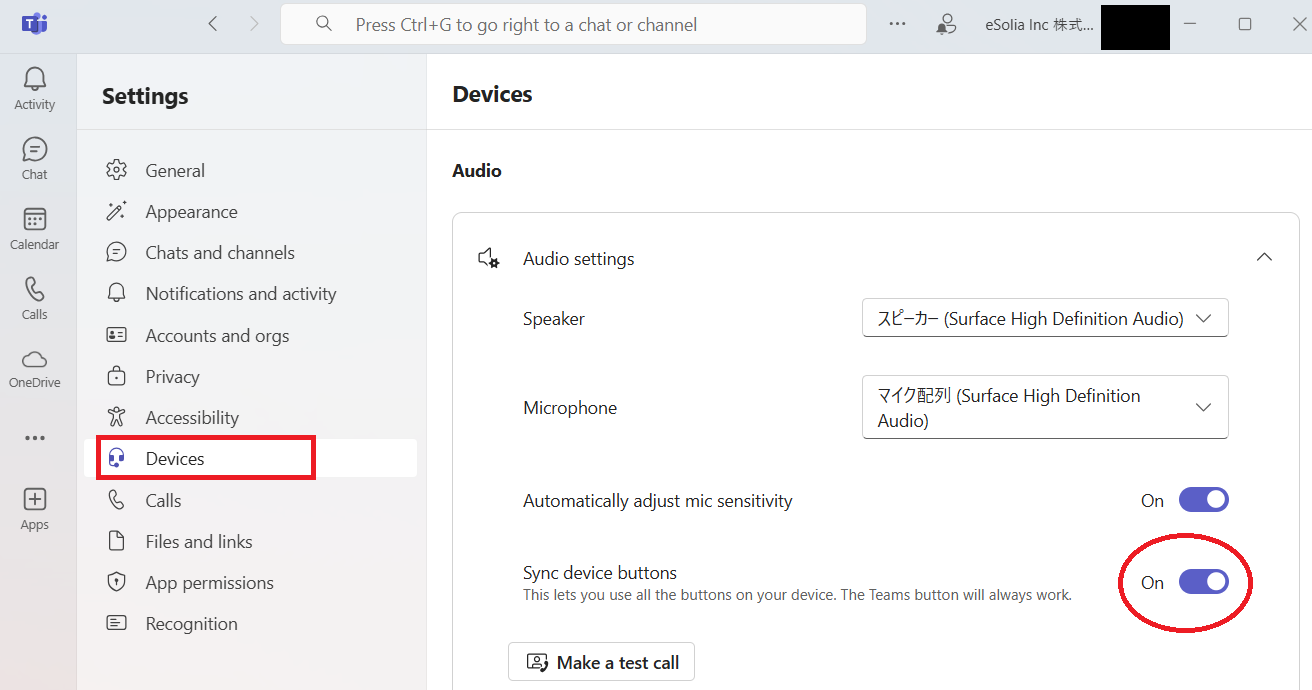 Press Ctrl+G to go right to a chart or channel
eSolia Inc 株式...
Activity
Chat
Calendar
Calls
OneDrive
Apps
Settings
General
Appearance
Chats and channels
Notifications and activity
Accounts and orgs
Privacy
Accessibility
Devices
Calls
Files and links
App permissions
Recognition
Devices
Audio
Audio settings
Speaker
スピーカー (Surface High Definition Audio)
Microphone
マイク配列 (Surface High Definition
Audio)
Automatically adjust mic sensitivity
On
Sync device buttons
On
This lets you use all the buttons on your device. The Teams button will always work.
Make a test call